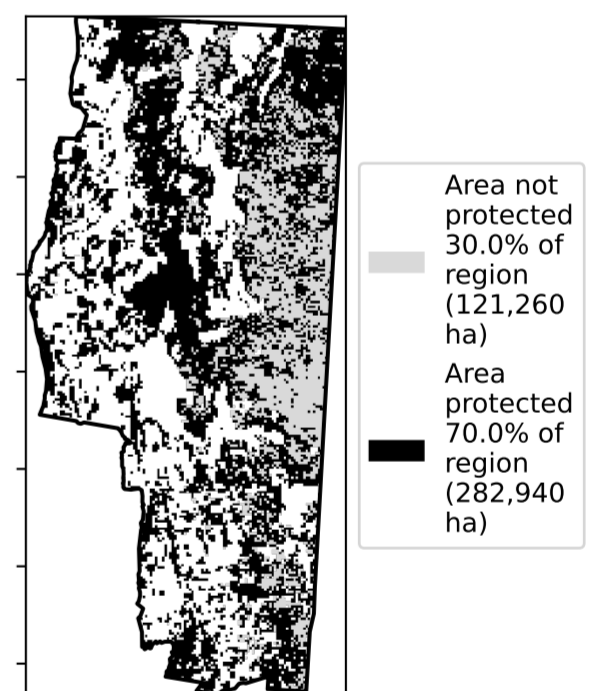 Area not
protected
30.0% of
region
(121,260
ha)
Area
protected
70.0% of
region
(282,940
ha)